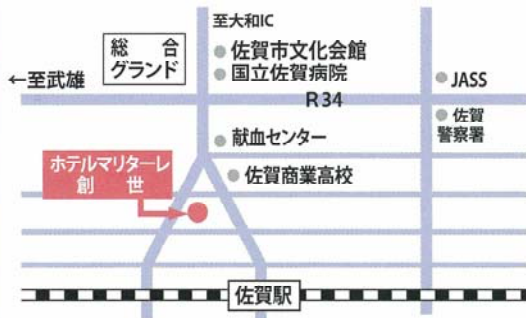 至大和IC
総合
グランド
佐賀市文化会館
国立佐賀病院
←至武雄
JASS
R34
佐賀
警察署
献血センター
ホテルマリターレ
創世
佐賀商業高校
佐賀駅